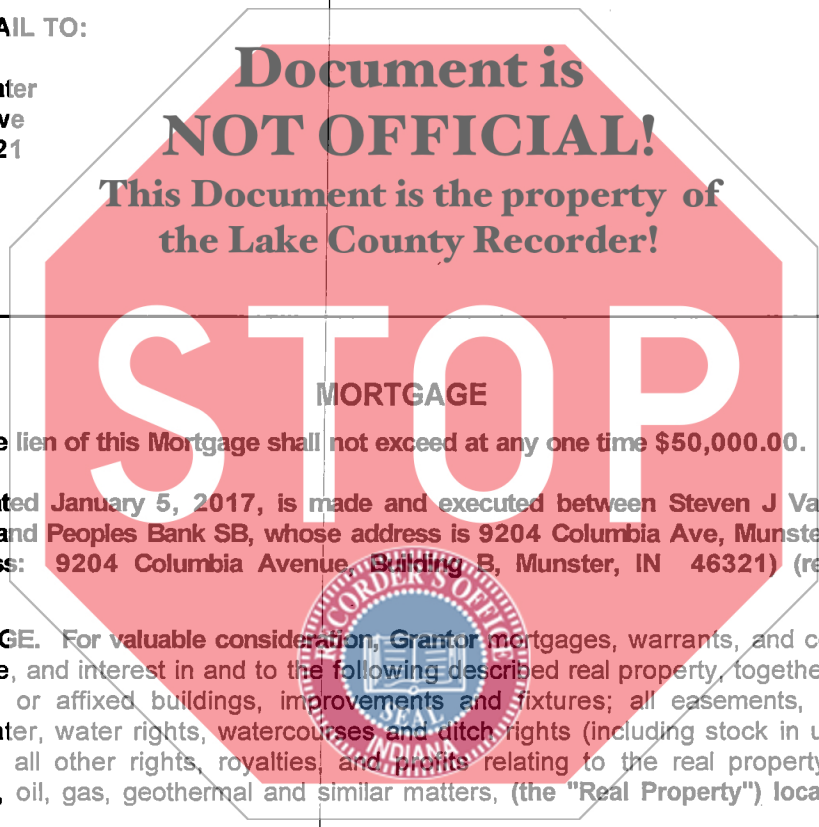 AIL TO:
Document is
ter
ve
NOT OFFICIAL!
21
This Document is the property of
the Lake County Recorder!
STOP
MORTGAGE
e lien of this Mortgage shall not exceed at any one time $50,000.00.
ted January 5, 2017, is made and executed between Steven J Va
and Peoples Bank SB, whose address is 9204 Columbia Ave, Munste
ss: 9204 Columbia Avenue, Building B, Munster, IN 46321) (re
GE. For valuable consideration, Grantor mortgages, warrants, and c
e, and interest in and to the following described real property, togethe
or affixed buildings, improvements and fixtures; all easements,
ter, water rights, watercourses and ditch rights (including stock in u
all other rights, royalties, and profits relating to the real property
, oil, gas, geothermal and similar matters, (the "Real Property") loca
RECORDER'S OFFICE
SEAL
INDIANA